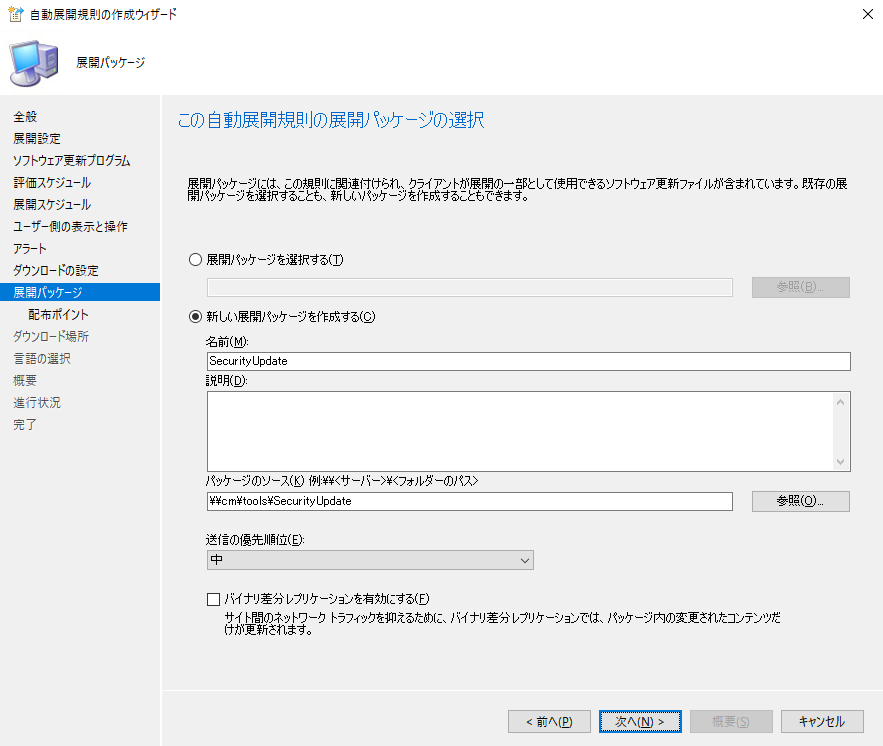 自動展開規則の作成ウィザード
展開パッケージ
全般
展開設定
ソフトウェア更新プログラム
評価スケジュール
展開スケジュール
ユーザー側の表示と操作
アラート
ダウンロードの設定
展開パッケージ
配布ポイント
ダウンロード場所
言語の選択
概要
進行状況
完了
この自動展開規則の展開パッケージの選択
展開パッケージには、この規則に関連付けられ、クライアントが展開の一部として使用できるソフトウェア更新ファイルが含まれています。既存の展
開パッケージを選択することも、新しいパッケージを作成することもできます。
展開パッケージを選択する(T)
参照(B)...
新しい展開パッケージを作成する(C)
名前(M):
SecurityUpdate
説明(D):
パッケージのソース(K) 例:¥¥<サーバー>¥<フォルダーのパス>
¥¥cm¥tools¥SecurityUpdate
参照(O)...
送信の優先順位(E):
中
バイナリ差分レプリケーションを有効にする(F)
サイト間のネットワーク トラフィックを抑えるために、バイナリ差分レプリケーションでは、パッケージ内の変更されたコンテンツだ
けが更新されます。
< 前へ(P)
次へ(N) >
概要(S)
キャンセル